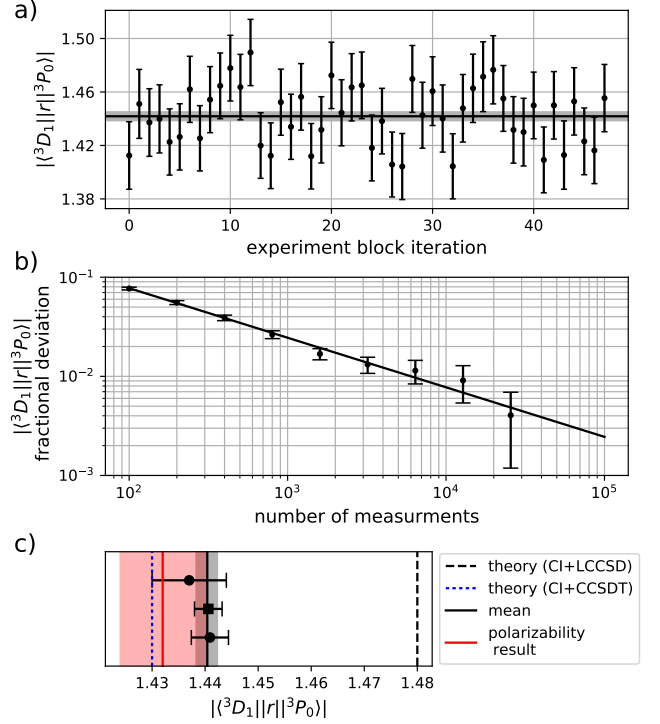 a)
1.50
1.46
1.42
1.38
|⟨³D₁||r||³P₀⟩|
0
10
20
30
40
experiment block iteration
b)
10⁻¹
10⁻²
10⁻³
|⟨³D₁||r||³P₀⟩|
fractional deviation
10²
10³
10⁴
10⁵
number of measurments
c)
theory (CI+LCCSD)
theory (CI+CCSDT)
mean
polarizability
result
1.43
1.44
1.45
1.46
1.47
1.48
|⟨³D₁||r||³P₀⟩|